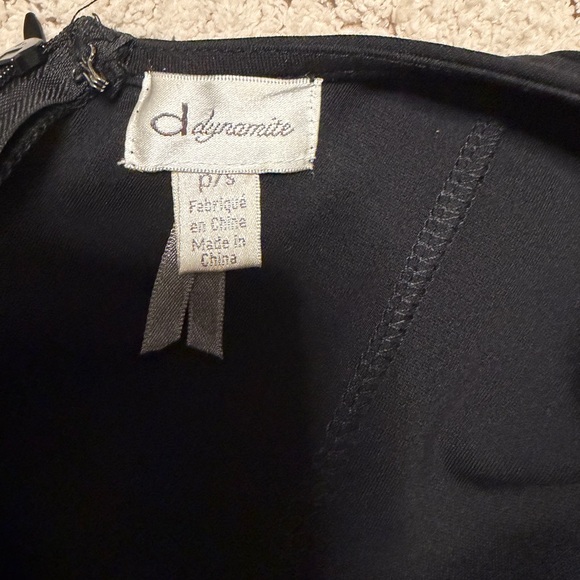 d dynamite
p/s
Fabriqué
en Chine
Made in
China